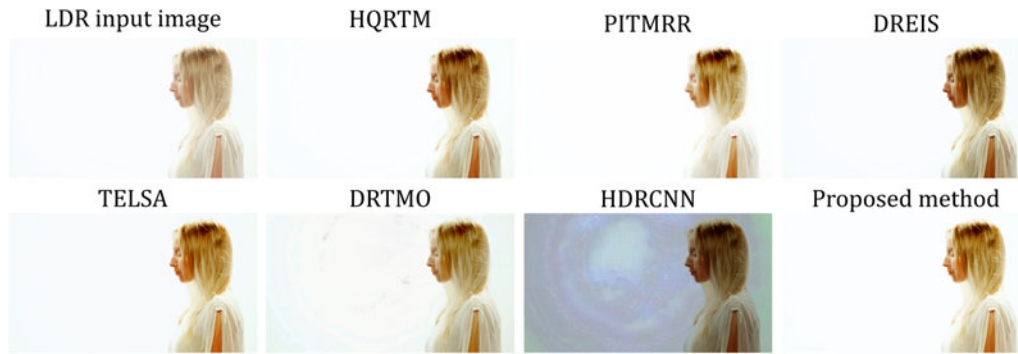 LDR input image
HQRTM
PITMRR
DREIS
TELSA
DRTMO
HDRCNN
Proposed method